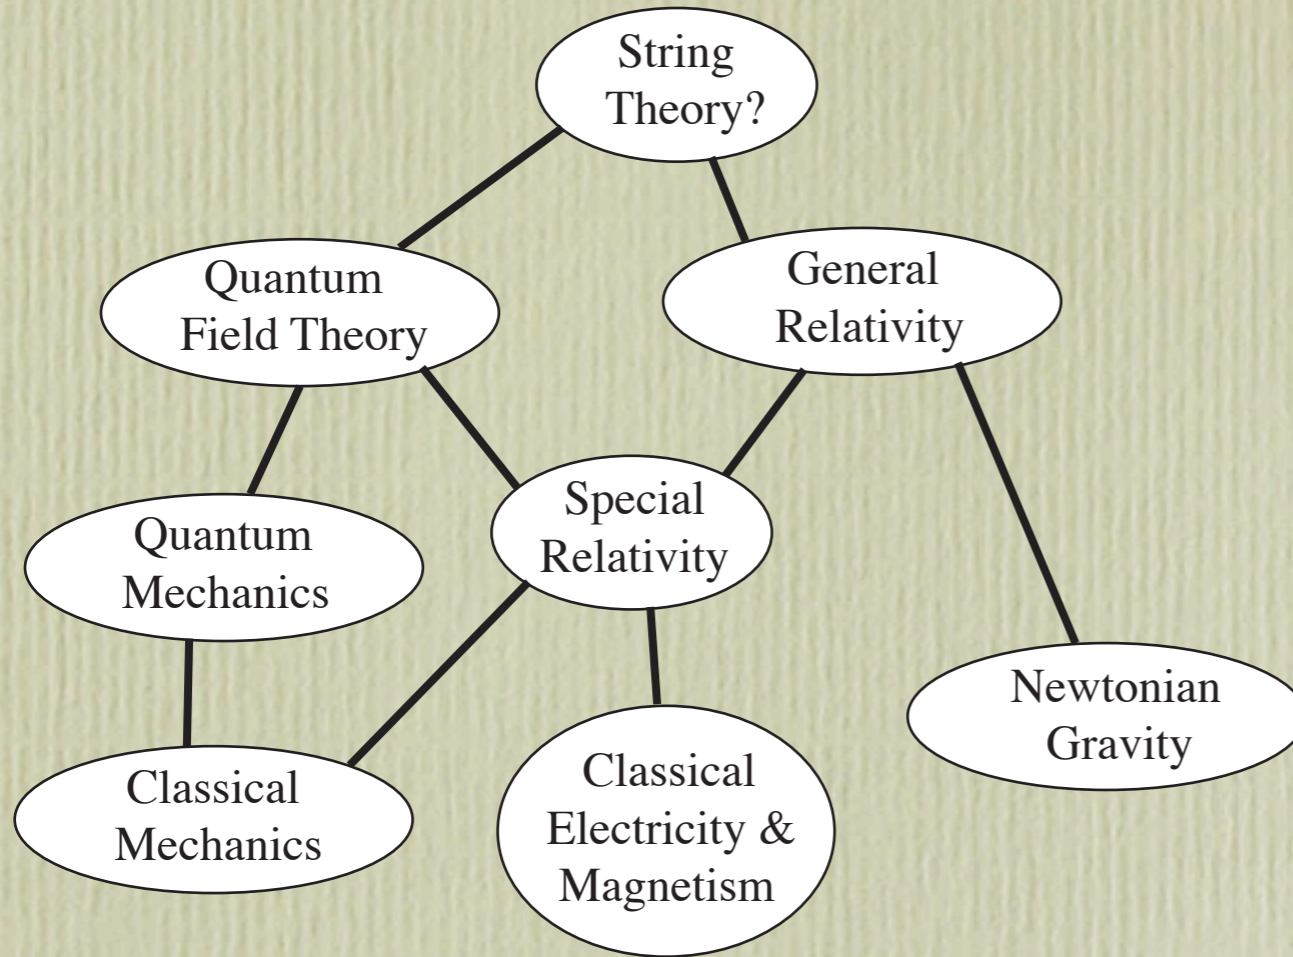 String
Theory?
Quantum
Field Theory
General
Relativity
Quantum
Mechanics
Special
Relativity
Newtonian
Gravity
Classical
Mechanics
Classical
Electricity &
Magnetism